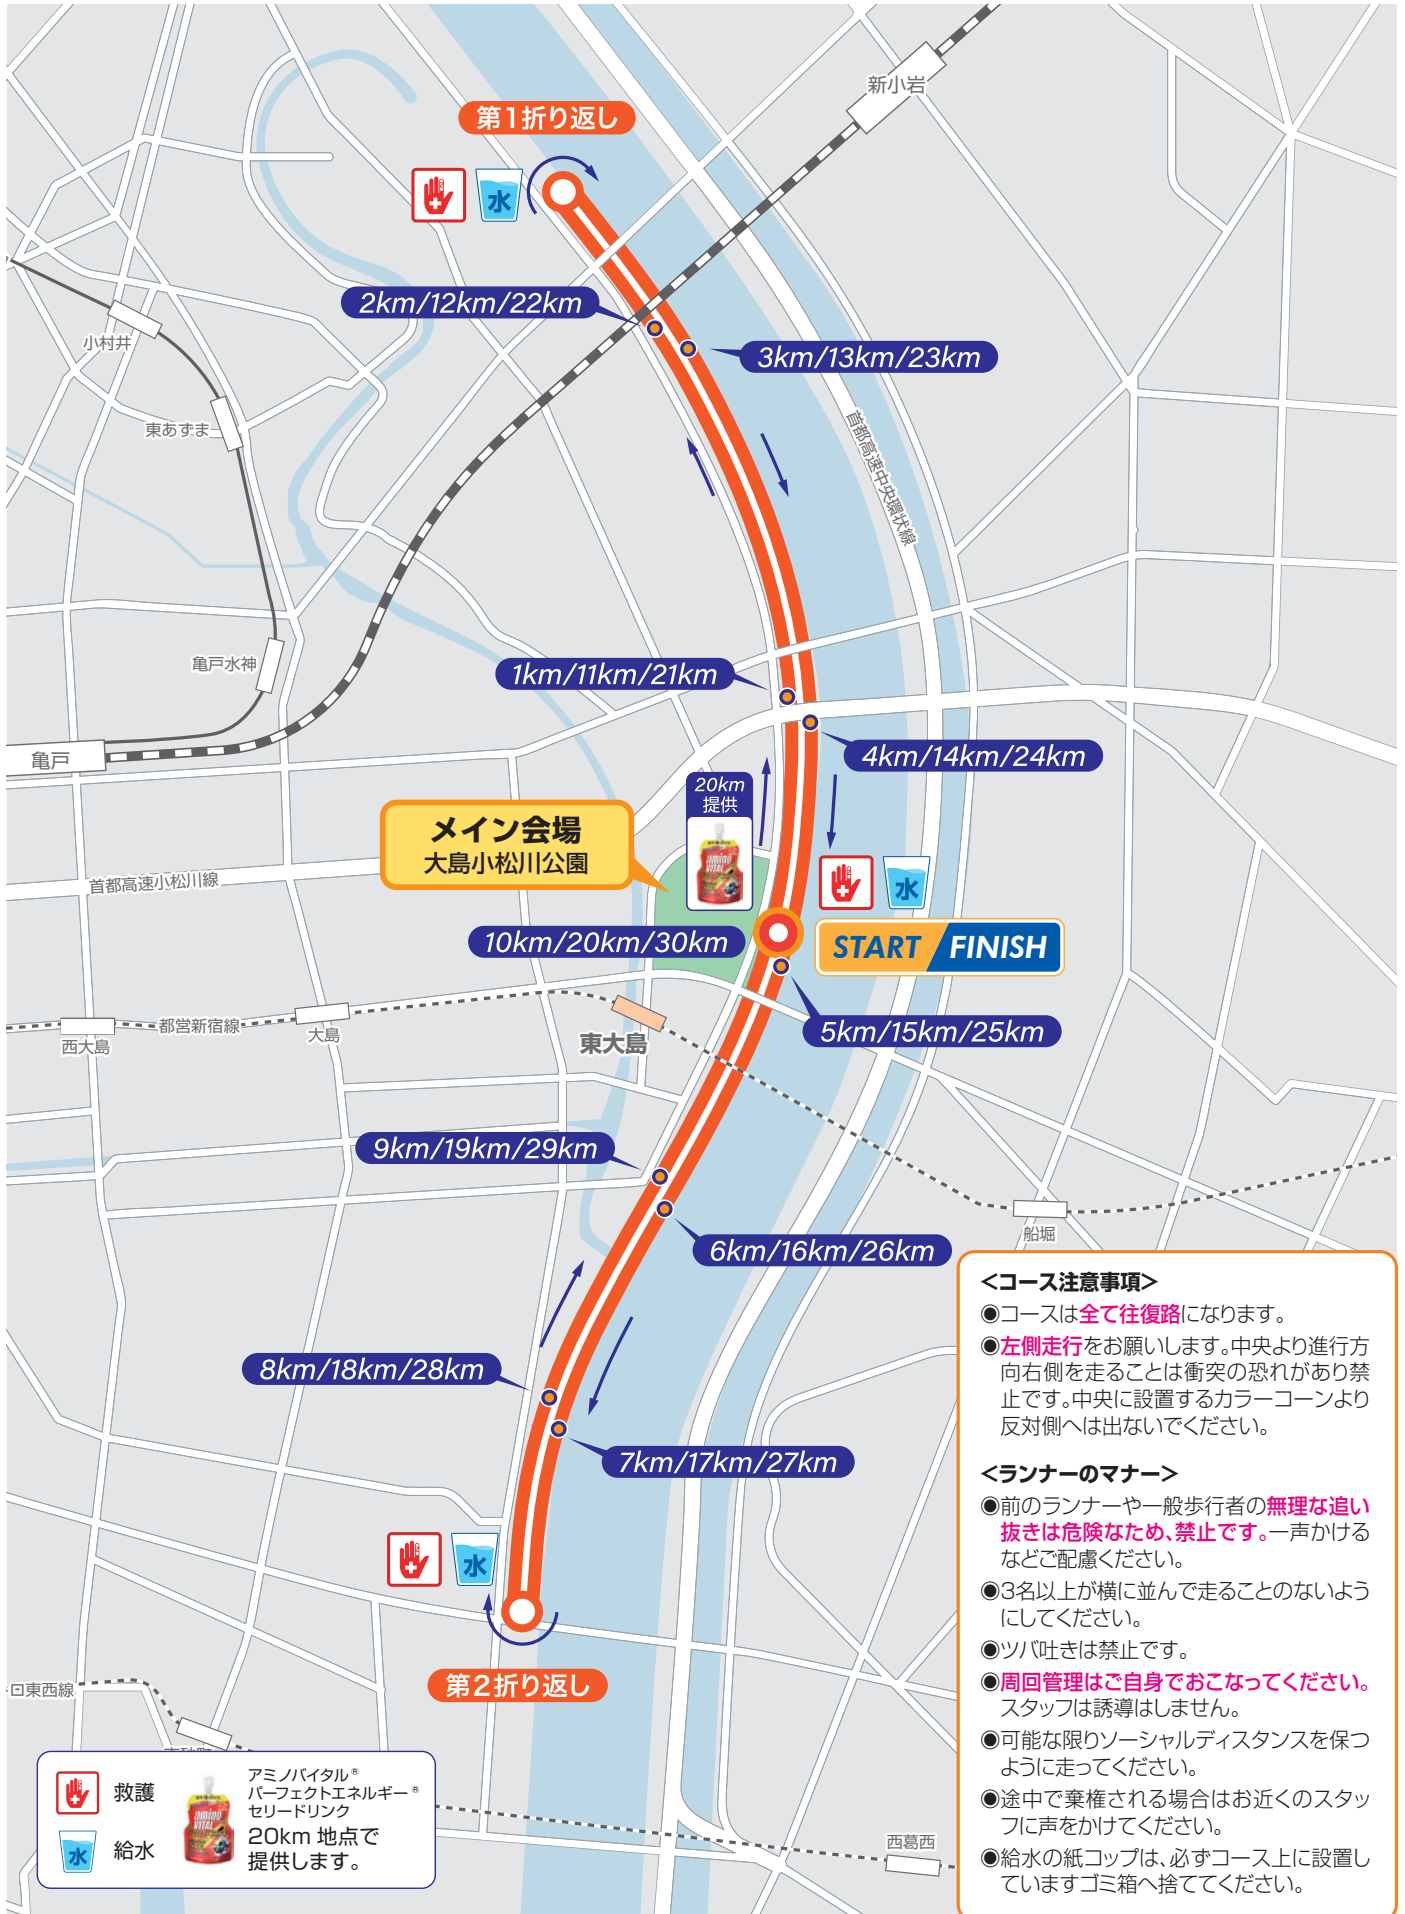 新小岩
第1折り返し
水
2km/12km/22km
小村井
3km/13km/23km
東あずま
首都高速中央環状線
亀戸水神
1km/11km/21km
亀戸
4km/14km/24km
20km
提供
amino
VITAL
メイン会場
大島小松川公園
首都高速小松川線
水
10km/20km/30km
START / FINISH
都営新宿線
大島
西大島
東大島
5km/15km/25km
9km/19km/29km
船堀
6km/16km/26km
8km/18km/28km
7km/17km/27km
水
第2折り返し
東西線
<コース注意事項>
◉コースは全て往復路になります。
◉左側走行をお願いします。中央より進行方
向右側を走ることは衝突の恐れがあり禁
止です。中央に設置するカラーコーンより
反対側へは出ないでください。
<ランナーのマナー>
◉前のランナーや一般歩行者の無理な追い
抜きは危険なため、禁止です。一声かける
などご配慮ください。
◉3名以上が横に並んで走ることのないよう
にしてください。
◉ツバ吐きは禁止です。
◉周回管理はご自身でおこなってください。
スタッフは誘導はしません。
◉可能な限りソーシャルディスタンスを保つ
ように走ってください。
◉途中で棄権される場合はお近くのスタッ
フに声をかけてください。
◉給水の紙コップは、必ずコース上に設置し
ていますゴミ箱へ捨ててください。
西葛西
救護
水
給水
amino
VITAL
アミノバイタル®
パーフェクトエネルギー®
セリードリンク
20km 地点で
提供します。